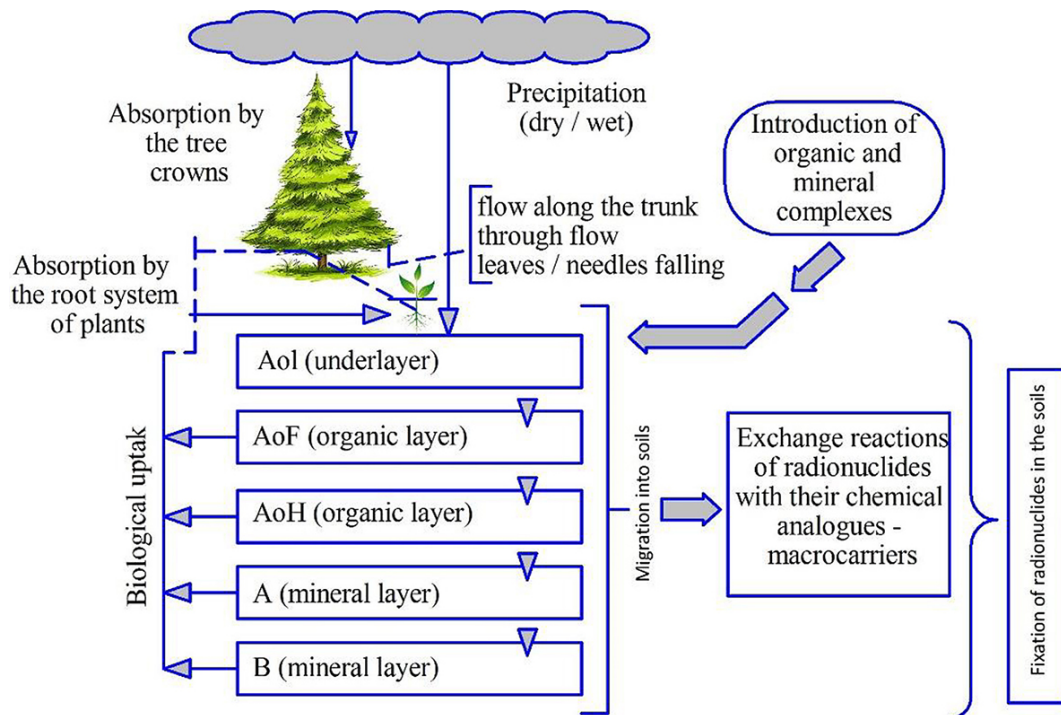 Absorption by
the tree
crowns
Precipitation
(dry / wet)
Introduction of
organic and
mineral
complexes
flow along the trunk
through flow
leaves / needles falling
Absorption by
the root system
of plants
AoI (underlayer)
AoF (organic layer)
AoH (organic layer)
A (mineral layer)
B (mineral layer)
Biological uptak
Migration into soils
Exchange reactions
of radionuclides
with their chemical
analogues -
macrocarriers
Fixation of radionuclides in the soils